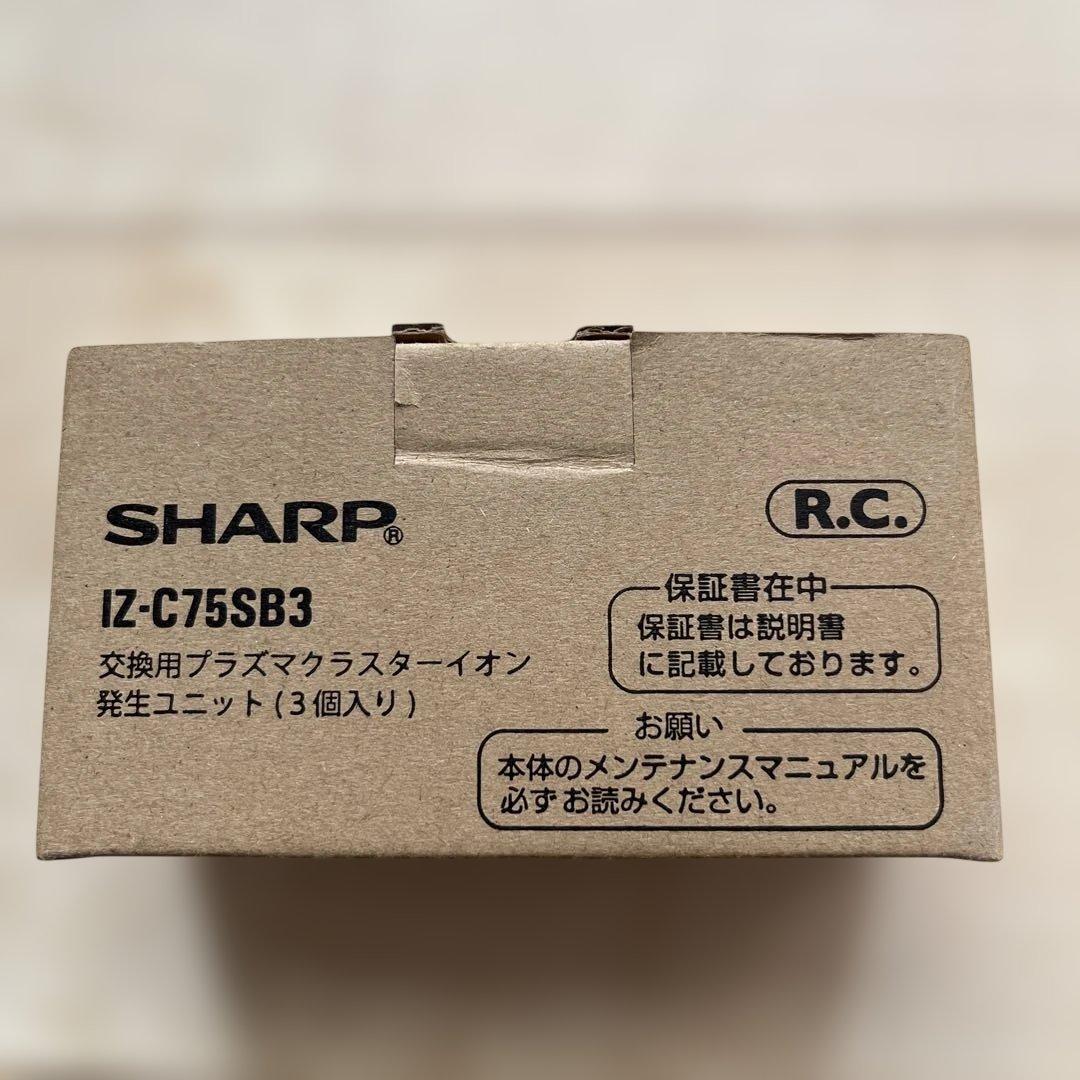 SHARP®
IZ-C75SB3
交換用プラズマクラスターイオン
発生ユニット(3個入り)
R.C.
保証書在中
保証書は説明書
に記載しております。
お願い
本体のメンテナンスマニュアルを
必ずお読みください。